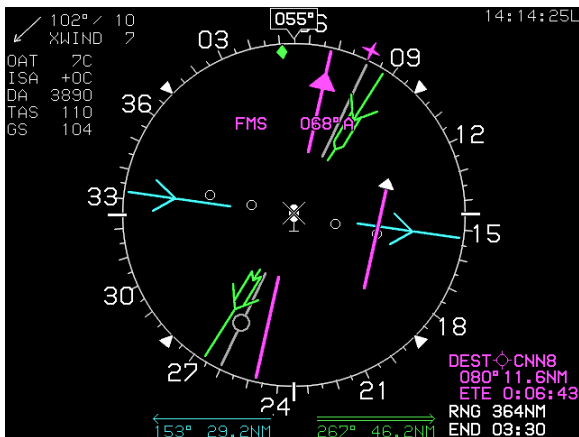 102° / 10
XWIND 7
055°
14:14:25L
OAT 7C
ISA +0C
DA 3890
TAS 110
GS 104
03
06
09
36
12
FMS 068°A
33
15
30
18
27
21
24
DEST CNN8
080° 11.6NM
ETE 0:06:43
RNG 364NM
END 03:30
153° 29.2NM
267° 46.2NM